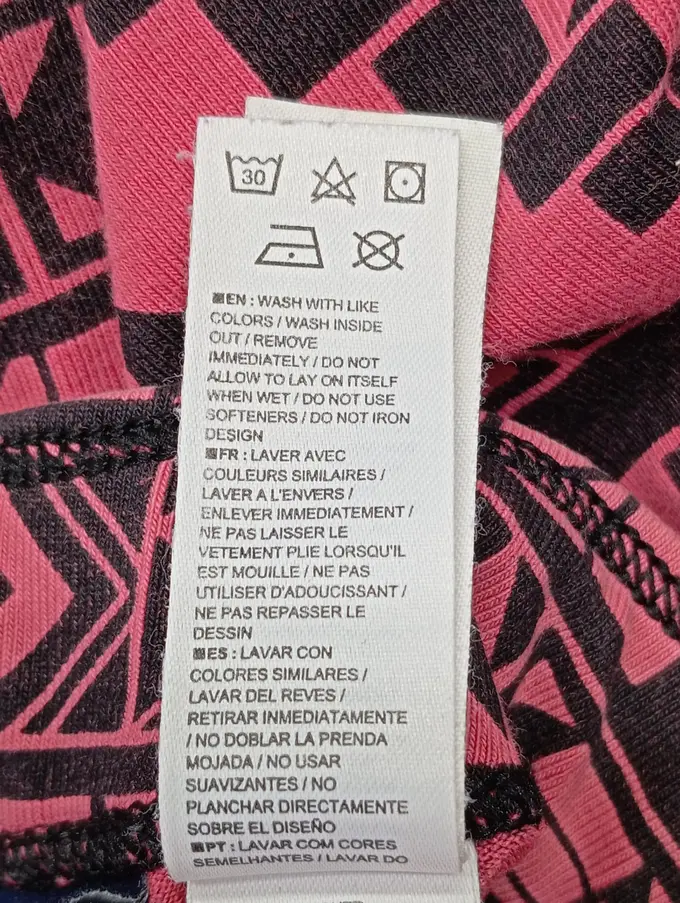 30
EN : WASH WITH LIKE
COLORS / WASH INSIDE
OUT / REMOVE
IMMEDIATELY / DO NOT
ALLOW TO LAY ON ITSELF
WHEN WET / DO NOT USE
SOFTENERS / DO NOT IRON
DESIGN
FR : LAVER AVEC
COULEURS SIMILAIRES /
LAVER A L'ENVERS /
ENLEVER IMMEDIATEMENT /
NE PAS LAISSER LE
VETEMENT PLIE LORSQU'IL
EST MOUILLE / NE PAS
UTILISER D'ADOUCISSANT /
NE PAS REPASSER LE
DESSIN
ES : LAVAR CON
COLORES SIMILARES /
LAVAR DEL REVES /
RETIRAR INMEDIATAMENTE
/ NO DOBLAR LA PRENDA
MOJADA / NO USAR
SUAVIZANTES / NO
PLANCHAR DIRECTAMENTE
SOBRE EL DISEÑO
PT : LAVAR COM CORES
SEMELHANTES / LAVAR DO